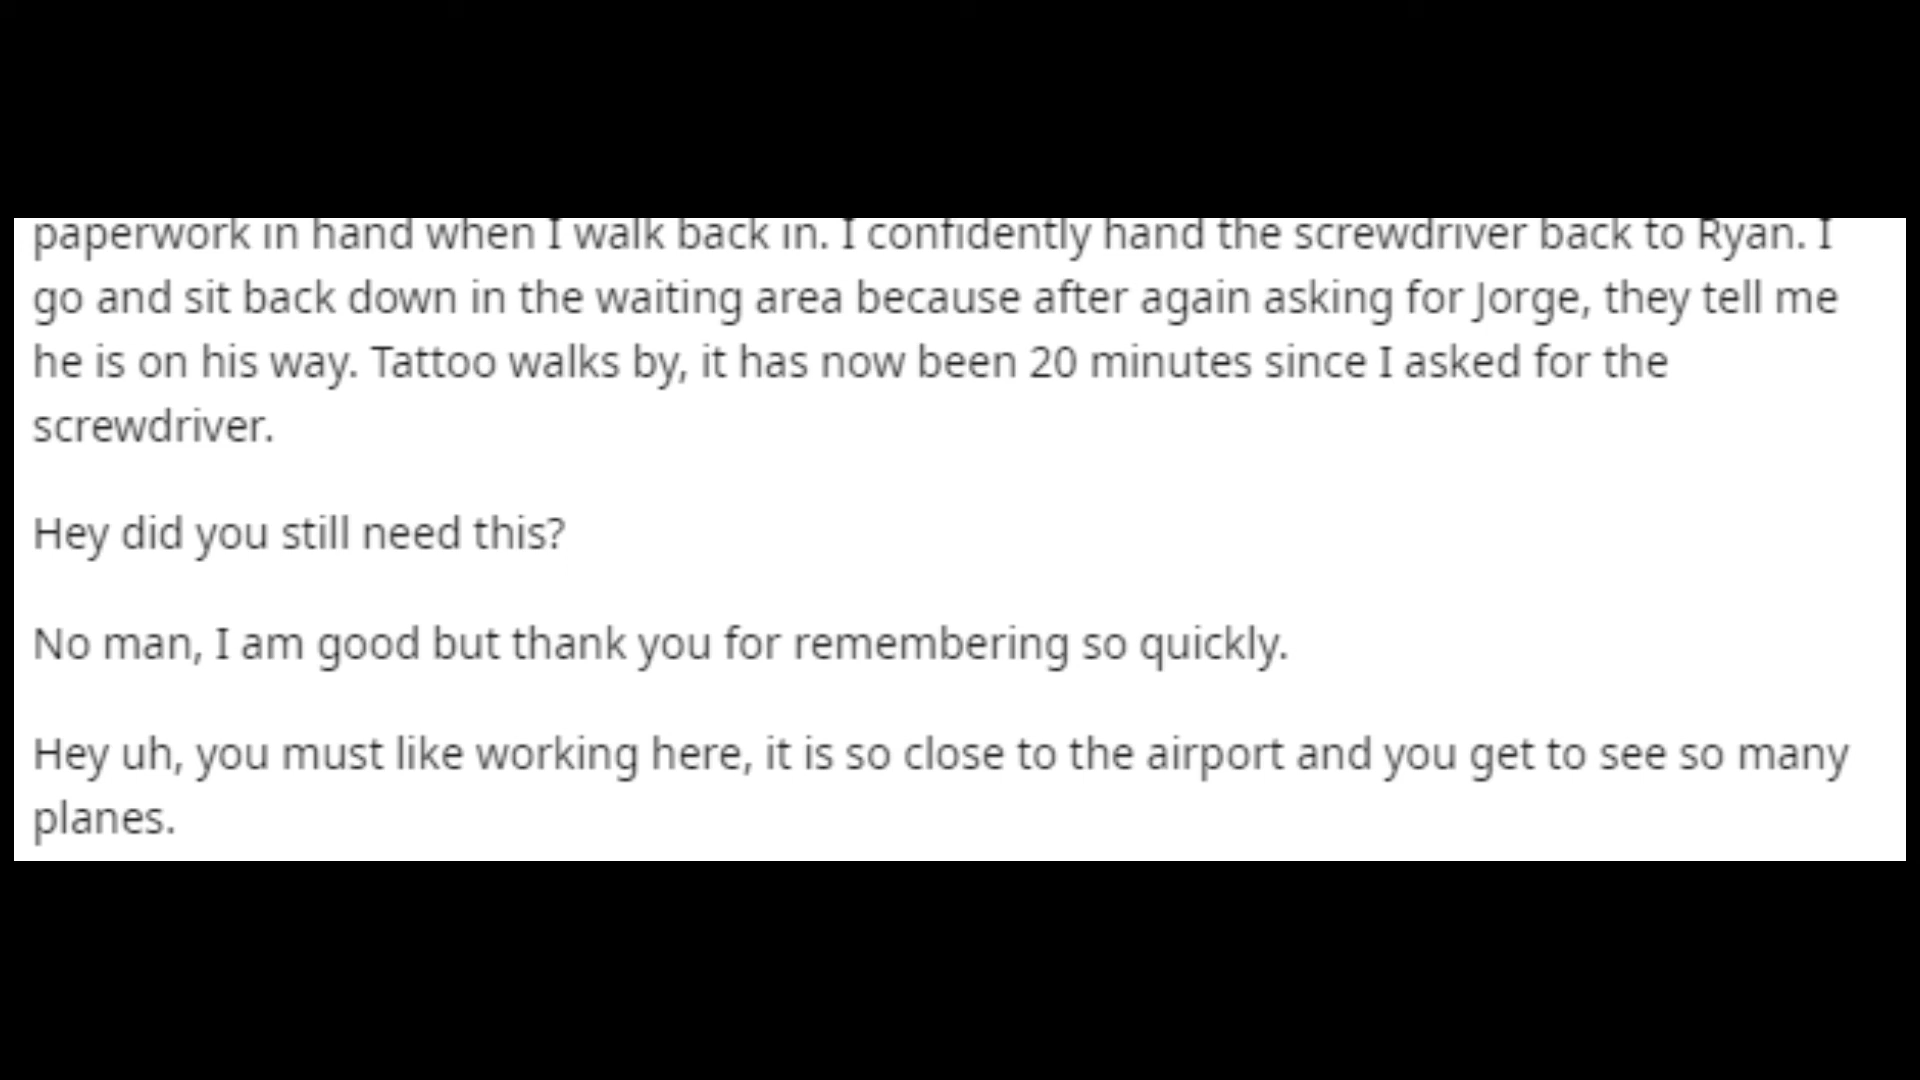 paperwork in hand when I walk back in. I confidently hand the screwdriver back to Ryan. I
go and sit back down in the waiting area because after again asking for Jorge, they tell me
he is on his way. Tattoo walks by, it has now been 20 minutes since I asked for the
screwdriver.
Hey did you still need this?
No man, I am good but thank you for remembering so quickly.
Hey uh, you must like working here, it is so close to the airport and you get to see so many
planes.